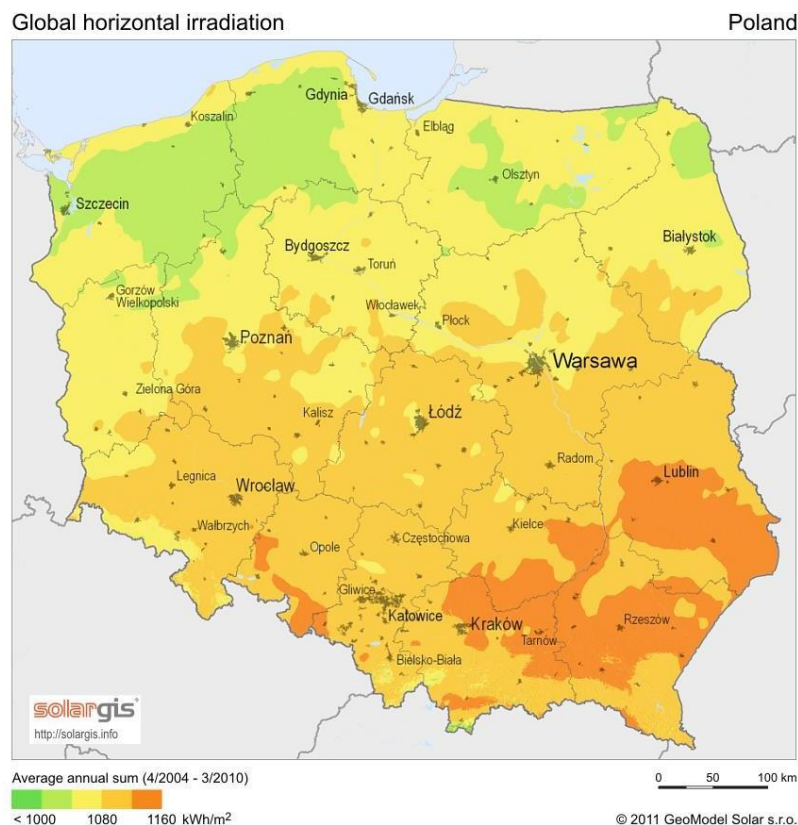 Global horizontal irradiation Poland
Gdynia
Gdańsk
Koszalin
Elbląg
Olsztyn
Szczecin
Białystok
Bydgoszcz
Toruń
Gorzów
Wielkopolski
Włocławek
Płock
Poznań
Warsawa
Zielona Góra
Kalisz
Łódź
Radom
Legnica
Wrocław
Lublin
Wałbrzych
Kielce
Opole
Częstochowa
Gliwice
Katowice
Kraków
Rzeszów
Tarnów
Bielsko-Biała
solargis
http://solargis.info
Average annual sum (4/2004 - 3/2010)
0 50 100 km
< 1000 1080 1160 kWh/m²
© 2011 GeoModel Solar s.r.o.